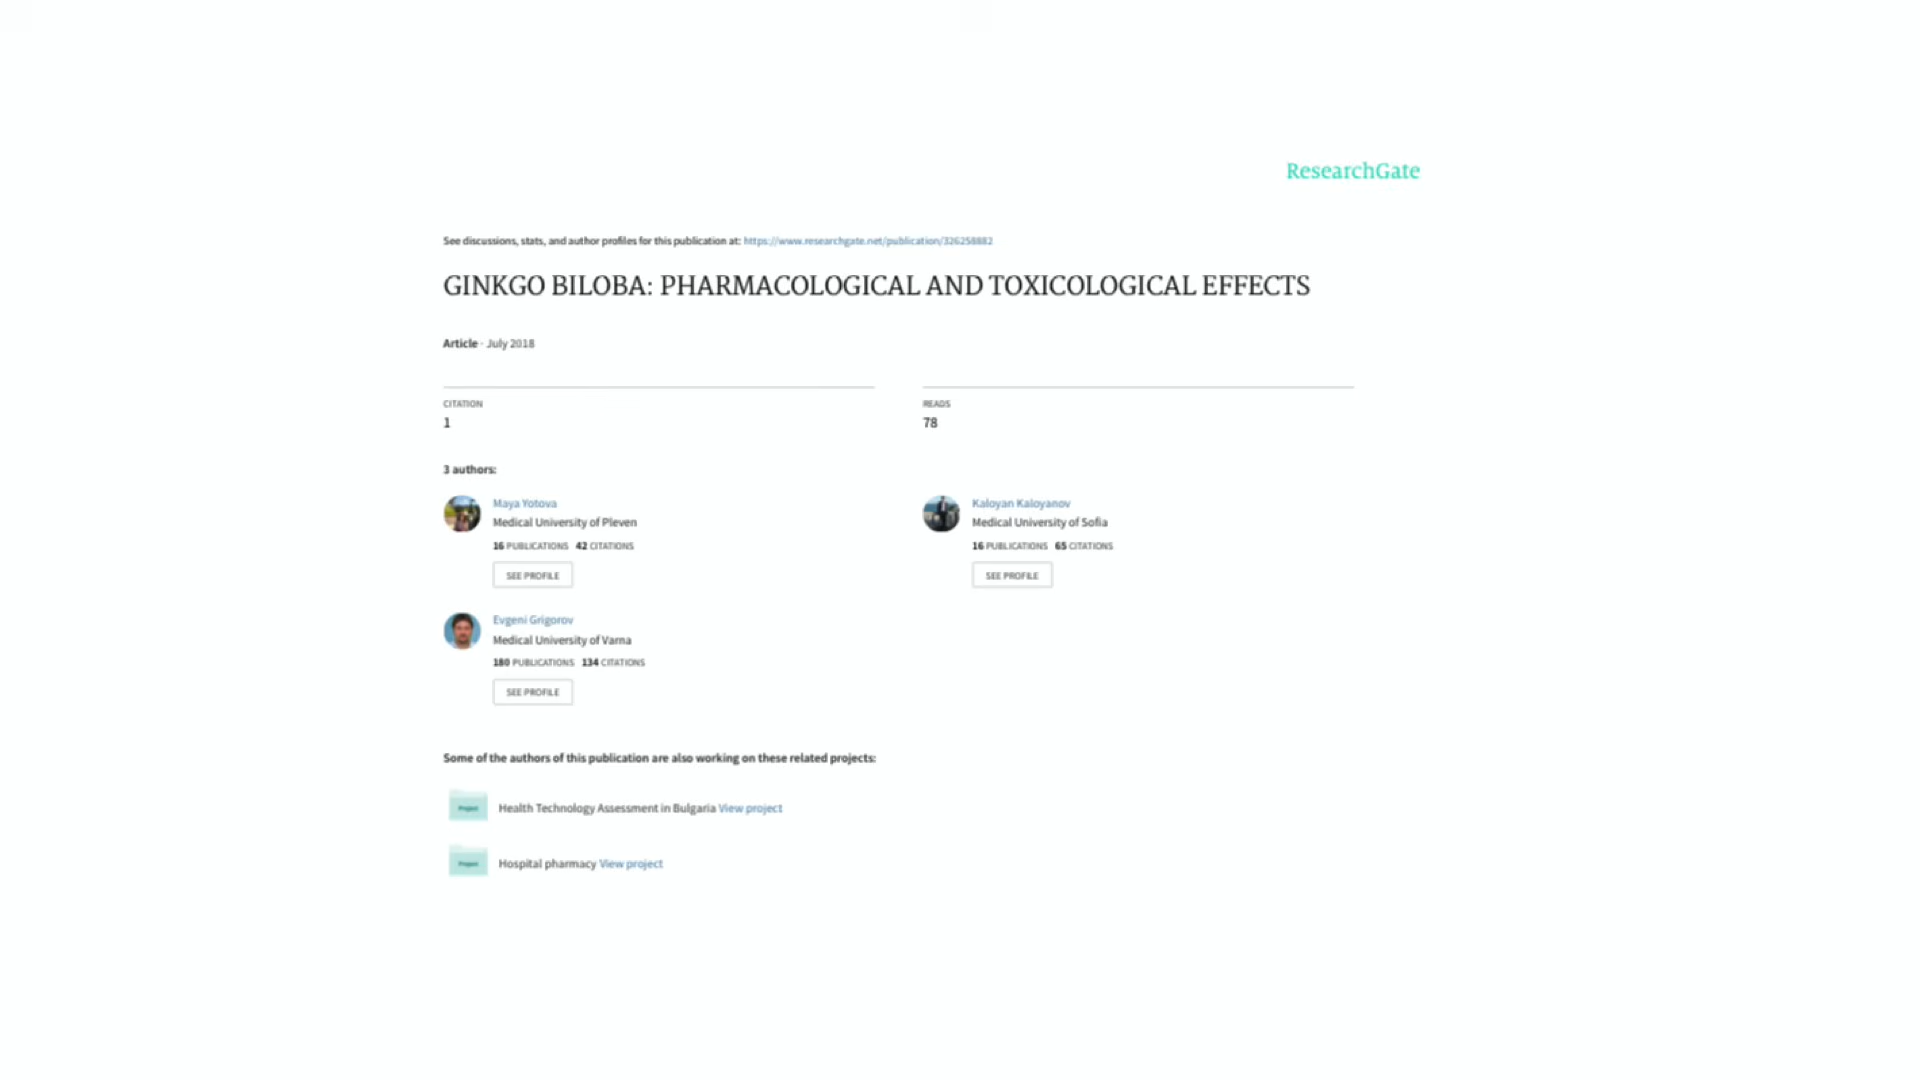 ResearchGate
See discussions, stats, and author profiles for this publication at: https://www.researchgate.net/publication/326258882
GINKGO BILOBA: PHARMACOLOGICAL AND TOXICOLOGICAL EFFECTS
Article · July 2018
CITATION
1
READS
78
3 authors:
Maya Yotova
Medical University of Pleven
16 PUBLICATIONS 42 CITATIONS
SEE PROFILE
Kaloyan Kaloyanov
Medical University of Sofia
16 PUBLICATIONS 65 CITATIONS
SEE PROFILE
Evgeni Grigorov
Medical University of Varna
180 PUBLICATIONS 134 CITATIONS
SEE PROFILE
Some of the authors of this publication are also working on these related projects:
Project
Health Technology Assessment in Bulgaria View project
Project
Hospital pharmacy View project